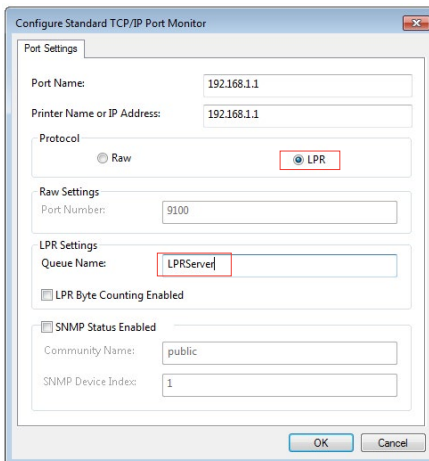 Configure Standard TCP/IP Port Monitor
Port Settings
Port Name: 192.168.1.1
Printer Name or IP Address: 192.168.1.1
Protocol
Raw LPR
Raw Settings
Port Number: 9100
LPR Settings
Queue Name: LPRServer
LPR Byte Counting Enabled
SNMP Status Enabled
Community Name: public
SNMP Device Index: 1
OK Cancel